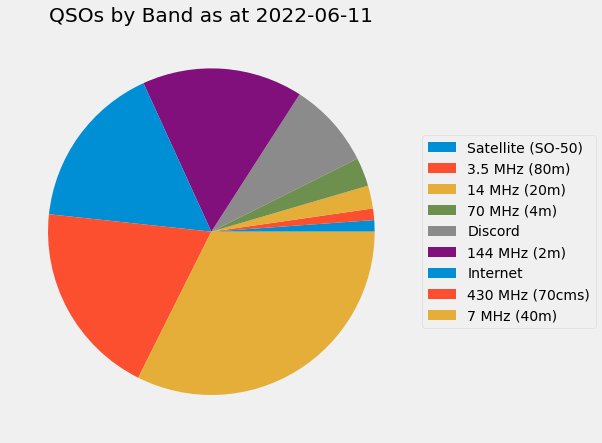 QSOs by Band as at 2022-06-11
Satellite (SO-50)
3.5 MHz (80m)
14 MHz (20m)
70 MHz (4m)
Discord
144 MHz (2m)
Internet
430 MHz (70cms)
7 MHz (40m)